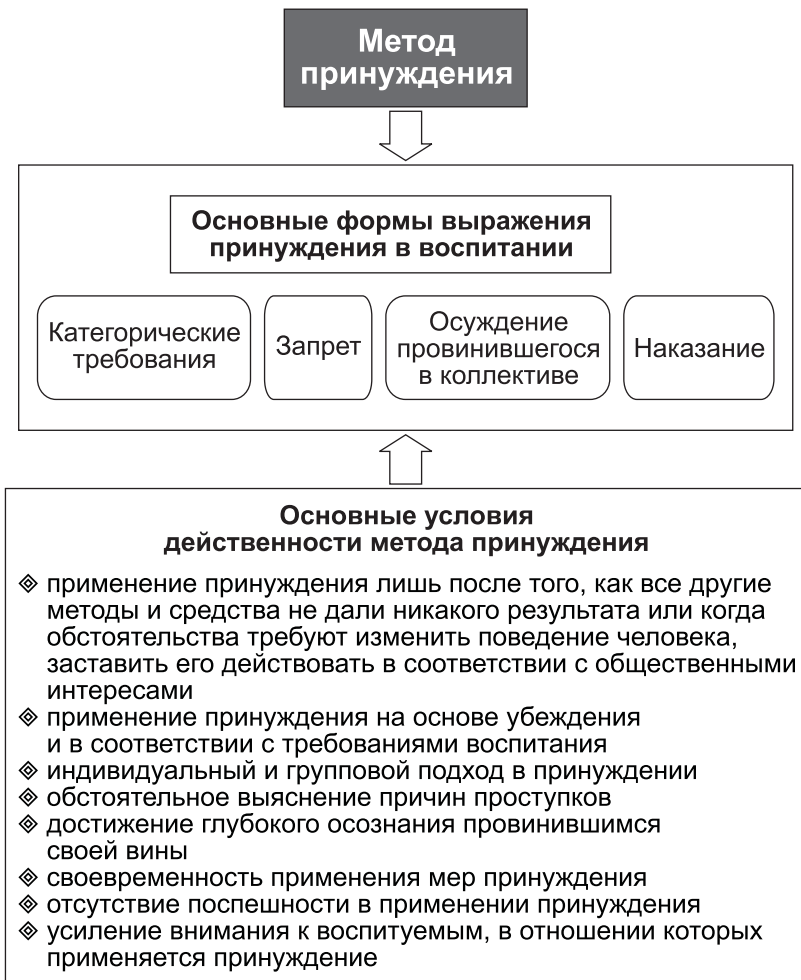 Метод
принуждения
Основные формы выражения
принуждения в воспитании
Категрические
требования
Запрет
Осуждение
провинившегося
в коллективе
Наказание
Основные условия
действенности метода принуждения
применение принуждения лишь после того, как все другие
методы и средства не дали никакого результата или когда
обстоятельства требуют изменить поведение человека,
заставить его действовать в соответствии с общественными
интересами
применение принуждения на основе убеждения
и в соответствии с требованиями воспитания
индивидуальный и групповой подход в принуждении
обстоятельное выяснение причин проступков
достижение глубокого осознания провинившимся
своей вины
своевременность применения мер принуждения
отсутствие поспешности в применении принуждения
усиление внимания к воспитуемым, в отношении которых
применяется принуждение